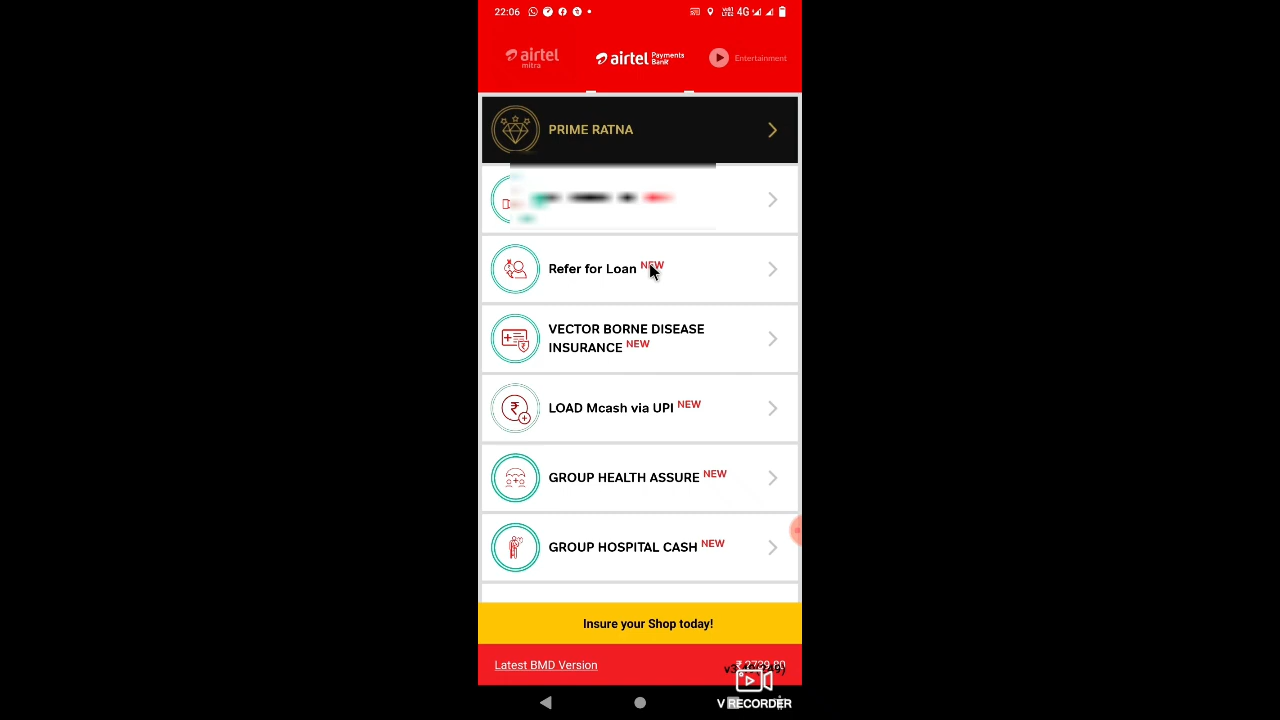 22:06
4G
airtel
mitra
airtel Payments
Bank
Entertainment
PRIME RATNA
Refer for Loan NEW
VECTOR BORNE DISEASE
INSURANCE NEW
LOAD Mcash via UPI NEW
GROUP HEALTH ASSURE NEW
GROUP HOSPITAL CASH NEW
Insure your Shop today!
Latest BMD Version
V RECORDER